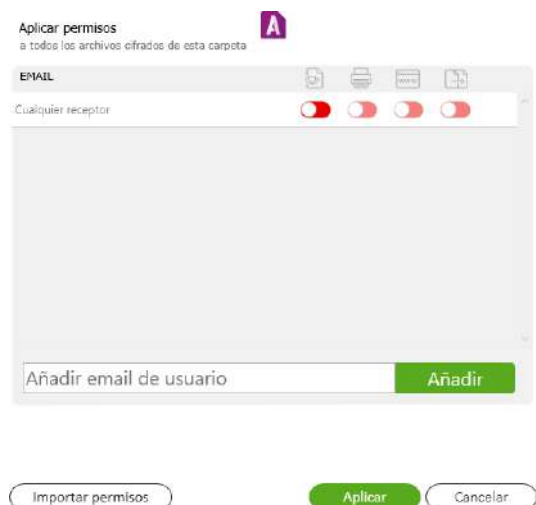 Aplicar permisos
a todos los archivos cifrados de esta carpeta
A
EMAIL
Cualquier receptor
Añadir email de usuario
Añadir
Importar permisos
Aplicar
Cancelar